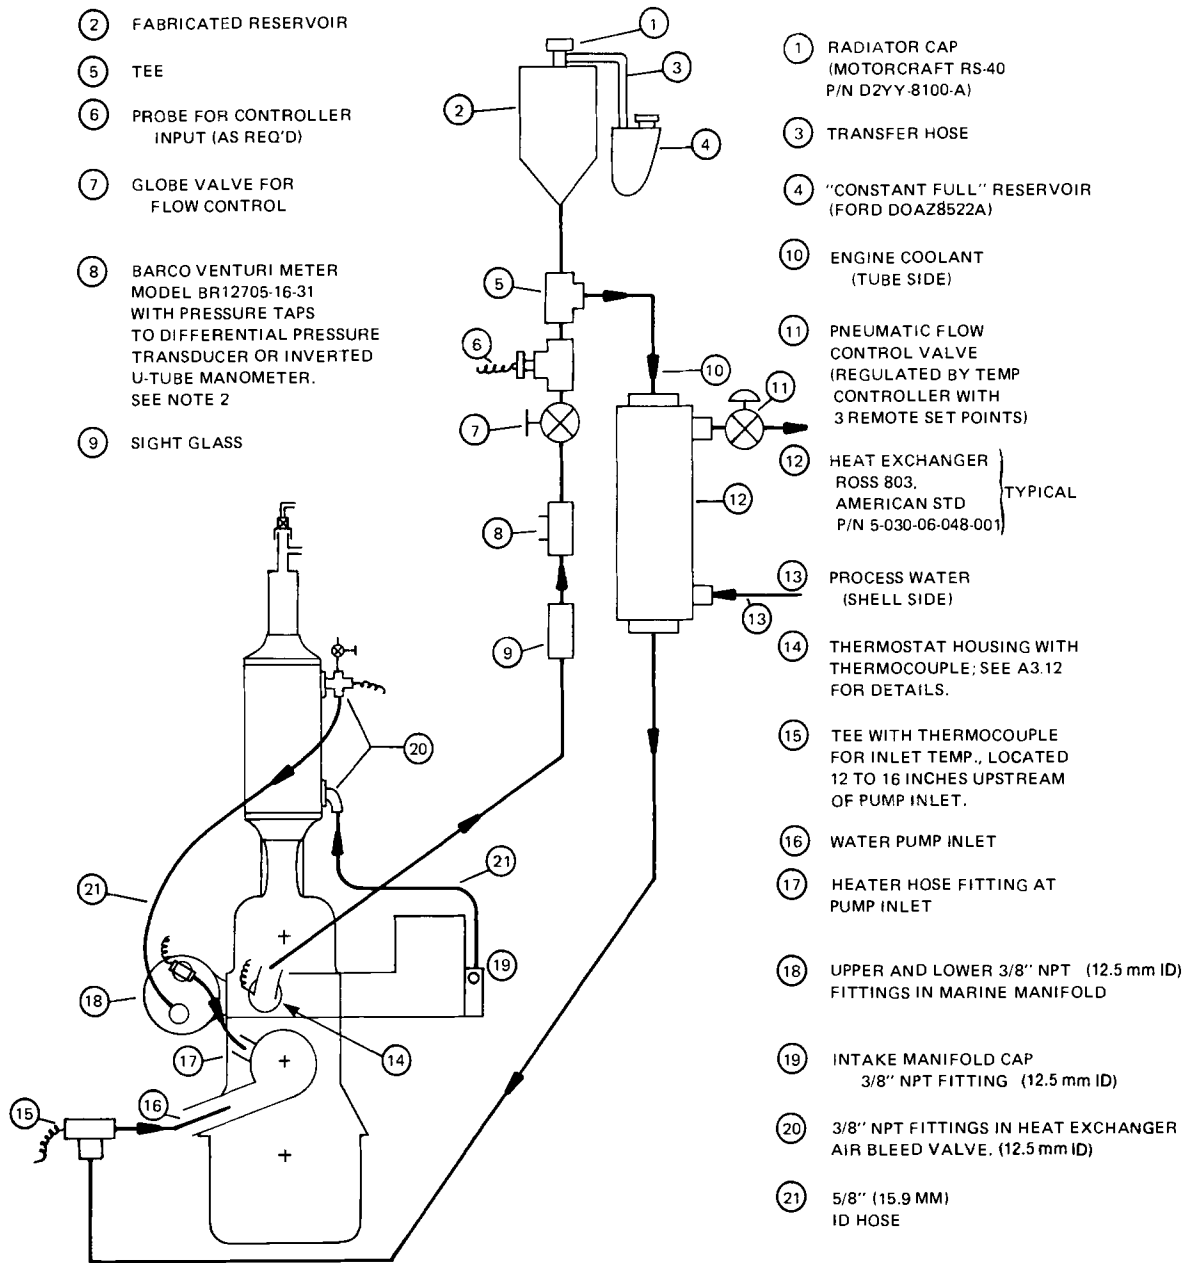 2 FABRICATED RESERVOIR
5 TEE
6 PROBE FOR CONTROLLER
INPUT (AS REQ'D)
7 GLOBE VALVE FOR
FLOW CONTROL
8 BARCO VENTURI METER
MODEL BR12705-16-31
WITH PRESSURE TAPS
TO DIFFERENTIAL PRESSURE
TRANSDUCER OR INVERTED
U-TUBE MANOMETER.
SEE NOTE 2
9 SIGHT GLASS
1
3
2
4
5
6
10
11
7
12
8
13
9
20
21
21
19
18
17
14
16
15
1 RADIATOR CAP
(MOTORCRAFT RS-40
P/N D2YY-8100-A)
3 TRANSFER HOSE
4 "CONSTANT FULL" RESERVOIR
(FORD DOAZ8522A)
10 ENGINE COOLANT
(TUBE SIDE)
11 PNEUMATIC FLOW
CONTROL VALVE
(REGULATED BY TEMP
CONTROLLER WITH
3 REMOTE SET POINTS)
12 HEAT EXCHANGER
ROSS 803,
AMERICAN STD
P/N 5-030-06-048-001
TYPICAL
13 PROCESS WATER
(SHELL SIDE)
14 THERMOSTAT HOUSING WITH
THERMOCOUPLE; SEE A3.12
FOR DETAILS.
15 TEE WITH THERMOCOUPLE
FOR INLET TEMP., LOCATED
12 TO 16 INCHES UPSTREAM
OF PUMP INLET.
16 WATER PUMP INLET
17 HEATER HOSE FITTING AT
PUMP INLET
18 UPPER AND LOWER 3/8" NPT (12.5 mm ID)
FITTINGS IN MARINE MANIFOLD
19 INTAKE MANIFOLD CAP
3/8" NPT FITTING (12.5 mm ID)
20 3/8" NPT FITTINGS IN HEAT EXCHANGER
AIR BLEED VALVE. (12.5 mm ID)
21 5/8" (15.9 MM)
ID HOSE